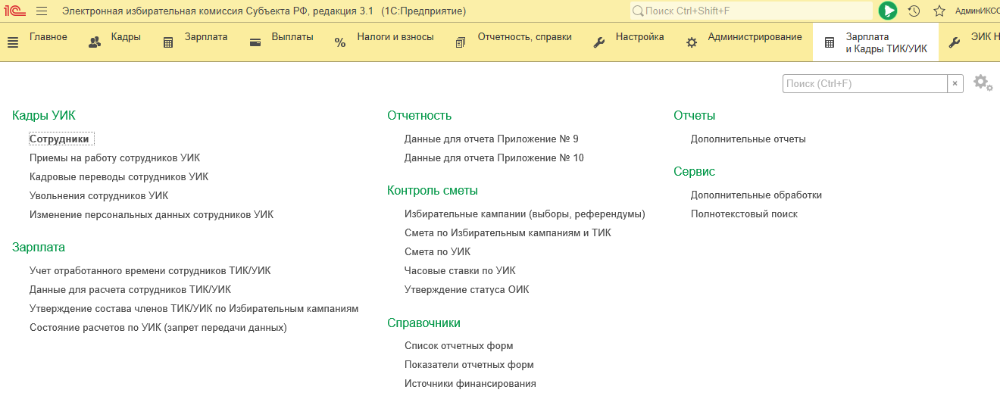 1С Электронная избирательная комиссия Субъекта РФ, редакция 3.1 (1С:Предприятие) Поиск Ctrl+Shift+F АдминИКСС
Главное Кадры Зарплата Выплаты Налоги и взносы Отчетность, справки Настройка Администрирование Зарплата ЭИК Н
и Кадры ТИК/УИК
Поиск (Ctrl+F) ×
Кадры УИК
Сотрудники
Приемы на работу сотрудников УИК
Кадровые переводы сотрудников УИК
Увольнения сотрудников УИК
Изменение персональных данных сотрудников УИК
Зарплата
Учет отработанного времени сотрудников ТИК/УИК
Данные для расчета сотрудников ТИК/УИК
Утверждение состава членов ТИК/УИК по Избирательным кампаниям
Состояние расчетов по УИК (запрет передачи данных)
Отчетность
Данные для отчета Приложение № 9
Данные для отчета Приложение № 10
Контроль сметы
Избирательные кампании (выборы, референдумы)
Смета по Избирательным кампаниям и ТИК
Смета по УИК
Часовые ставки по УИК
Утверждение статуса ОИК
Справочники
Список отчетных форм
Показатели отчетных форм
Источники финансирования
Отчеты
Дополнительные отчеты
Сервис
Дополнительные обработки
Полнотекстовый поиск